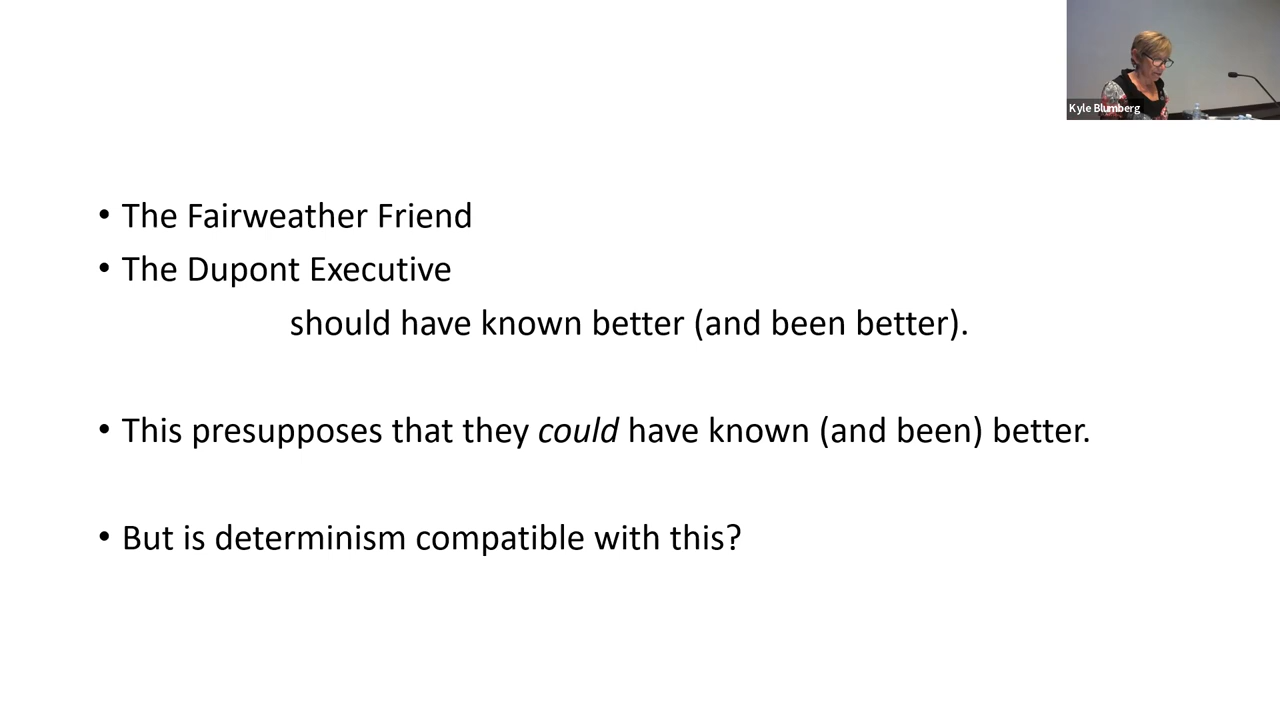 Kyle Blumberg
• The Fairweather Friend
• The Dupont Executive
should have known better (and been better).
• This presupposes that they could have known (and been) better.
• But is determinism compatible with this?